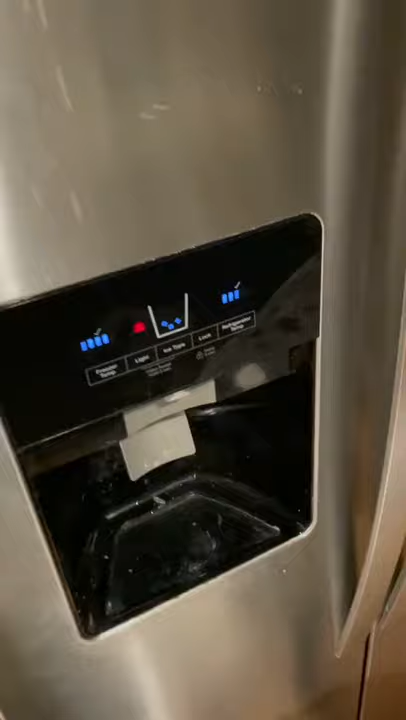 Freezer Temp
Light
Ice Type
Lock
Refrigerator Temp